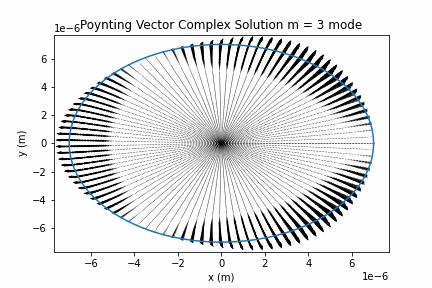 1e−6
Poynting Vector Complex Solution m = 3 mode
6
4
2
0
−2
−4
−6
y (m)
−6 −4 −2 0 2 4 6
x (m)
1e−6